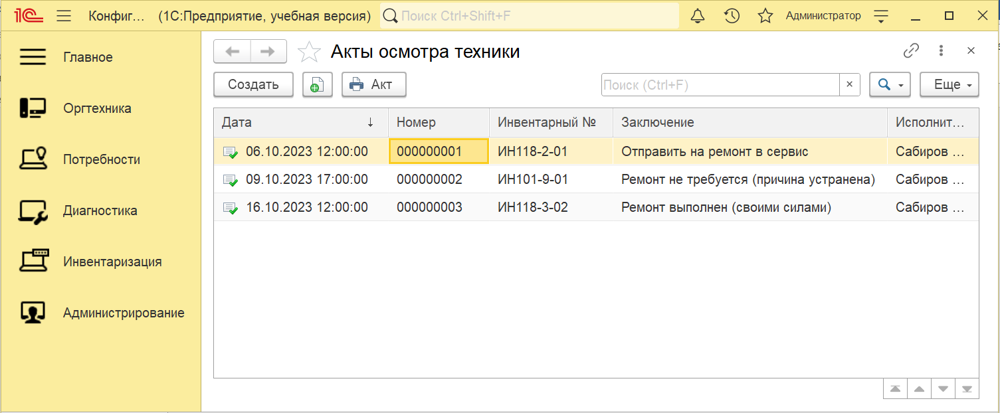 1С Конфиг... (1С:Предприятие, учебная версия) Поиск Ctrl+Shift+F Администратор
Главное
Оргтехника
Потребности
Диагностика
Инвентаризация
Администрирование
Акты осмотра техники
Создать Акт Поиск (Ctrl+F) Еще
Дата Номер Инвентарный № Заключение Исполнит...
06.10.2023 12:00:00 000000001 ИН118-2-01 Отправить на ремонт в сервис Сабиров ...
09.10.2023 17:00:00 000000002 ИН101-9-01 Ремонт не требуется (причина устранена) Сабиров ...
16.10.2023 12:00:00 000000003 ИН118-3-02 Ремонт выполнен (своими силами) Сабиров ...